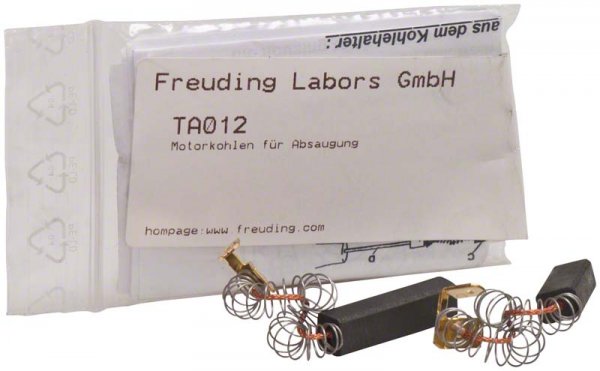 aus dem Kohlehalter:
Freuding Labors GmbH
TA012
Motorkohlen für Absaugung
hompage:www.freuding.com